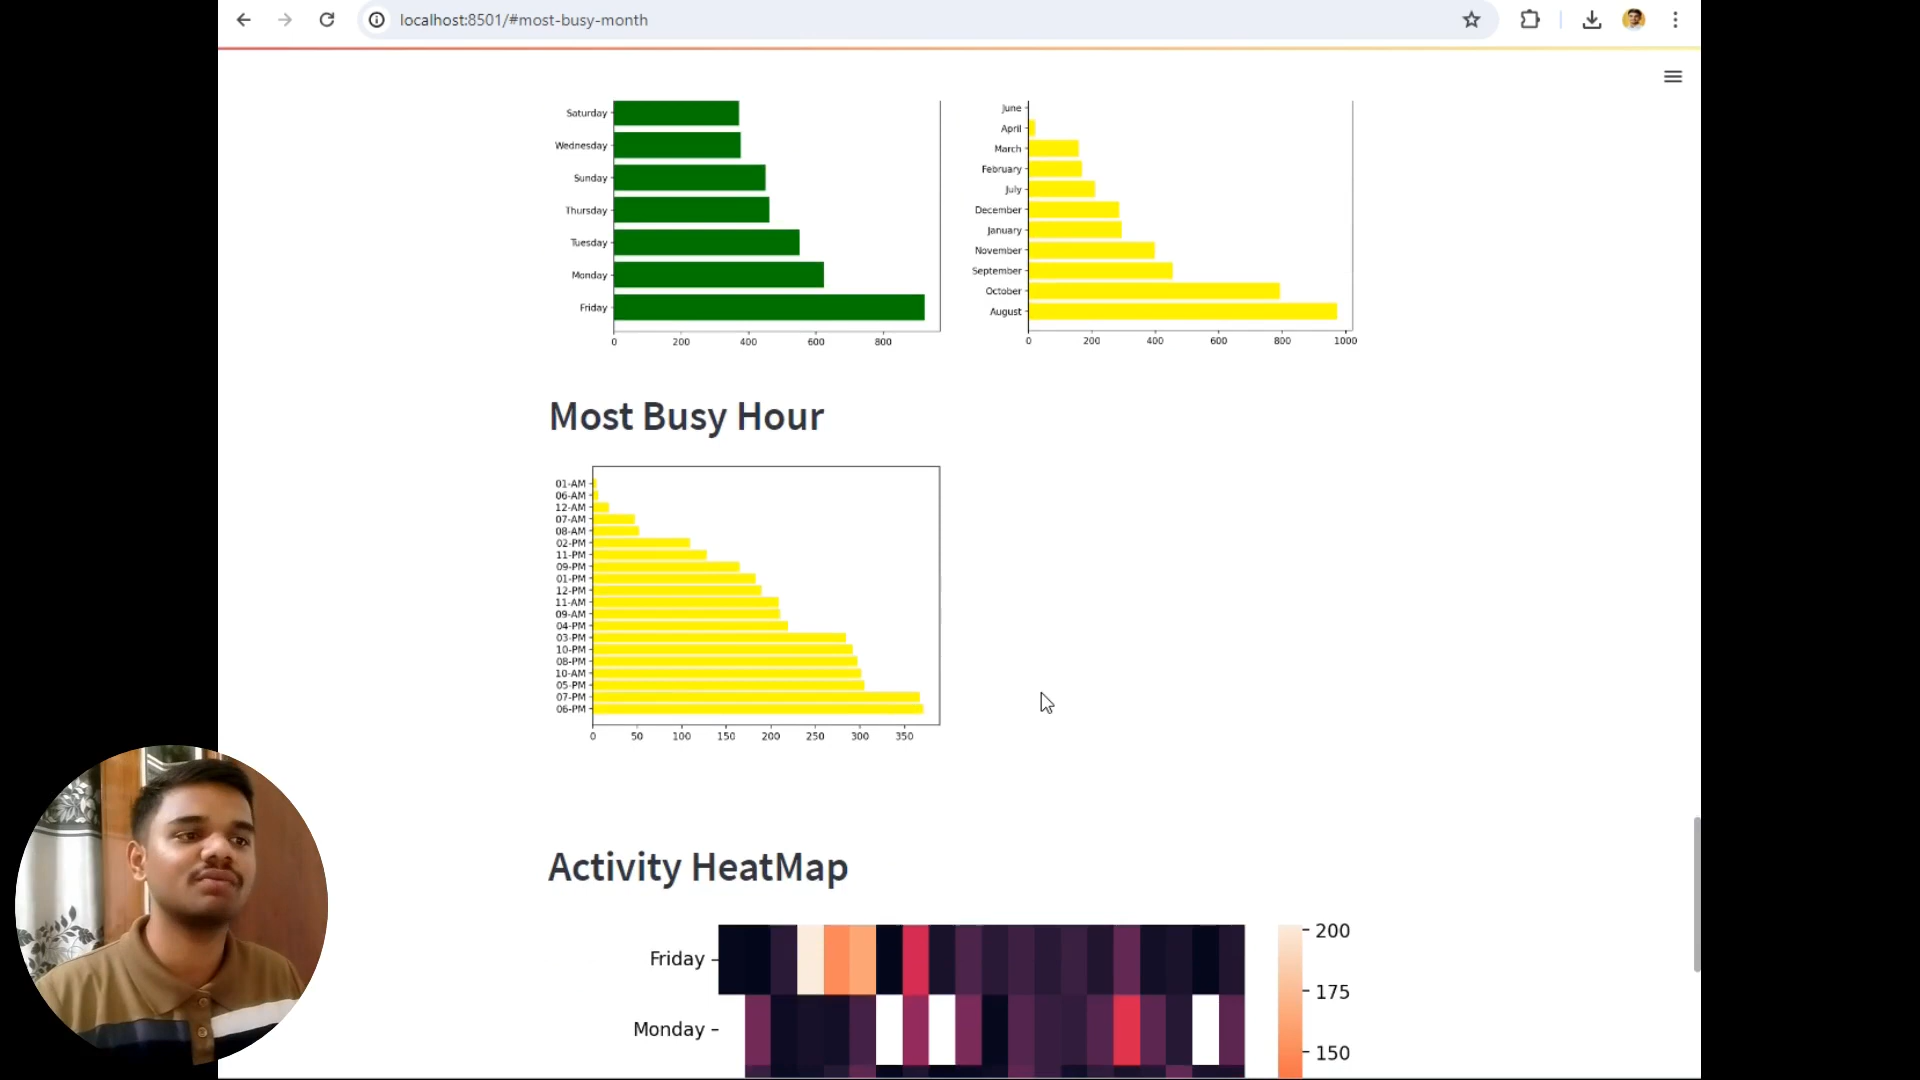 localhost:8501/#most-busy-month
Saturday
Wednesday
Sunday
Thursday
Tuesday
Monday
Friday
0 200 400 600 800
June
April
March
February
July
December
January
November
September
October
August
0 200 400 600 800 1000
Most Busy Hour
01-AM
06-AM
12-AM
07-AM
08-AM
02-PM
11-PM
09-PM
01-PM
12-PM
11-AM
09-AM
04-PM
03-PM
10-PM
08-PM
10-AM
05-PM
07-PM
06-PM
0 50 100 150 200 250 300 350
Activity HeatMap
Friday
Monday
200
175
150